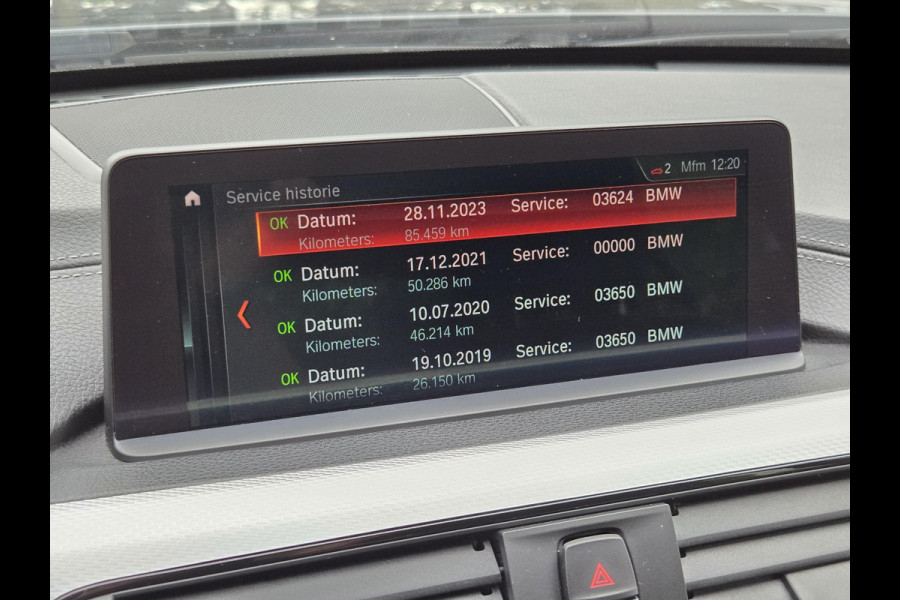 2 Mfm 12:20
Service historie
OK Datum: 28.11.2023 Service: 03624 BMW
Kilometers: 85.459 km
OK Datum: 17.12.2021 Service: 00000 BMW
Kilometers: 50.286 km
OK Datum: 10.07.2020 Service: 03650 BMW
Kilometers: 46.214 km
OK Datum: 19.10.2019 Service: 03650 BMW
Kilometers: 26.150 km